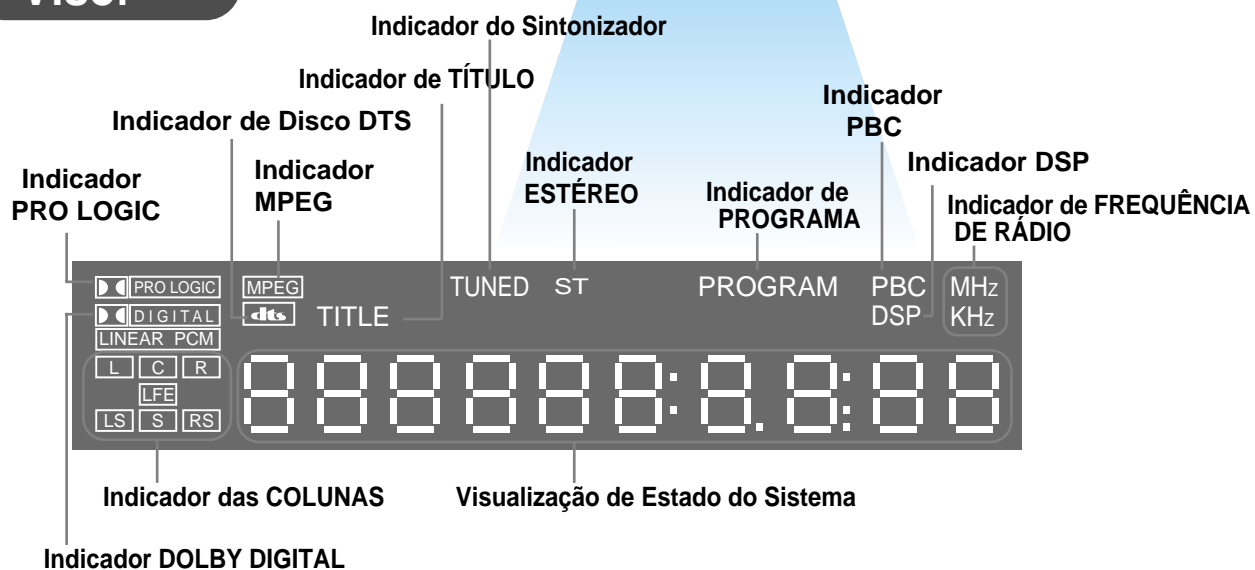 Visor
Indicador do Sintonizador
Indicador de TÍTULO
Indicador
PBC
Indicador de Disco DTS
Indicador
MPEG
Indicador
ESTÉREO
Indicador DSP
Indicador
PRO LOGIC
Indicador de
PROGRAMA
Indicador de FREQUÊNCIA
DE RÁDIO
PRO LOGIC MPEG TUNED ST PROGRAM PBC MHz
DIGITAL dts TITLE DSP KHz
LINEAR PCM
L C R
LFE
LS S RS
888888:8.8:88
Indicador das COLUNAS
Visualização de Estado do Sistema
Indicador DOLBY DIGITAL